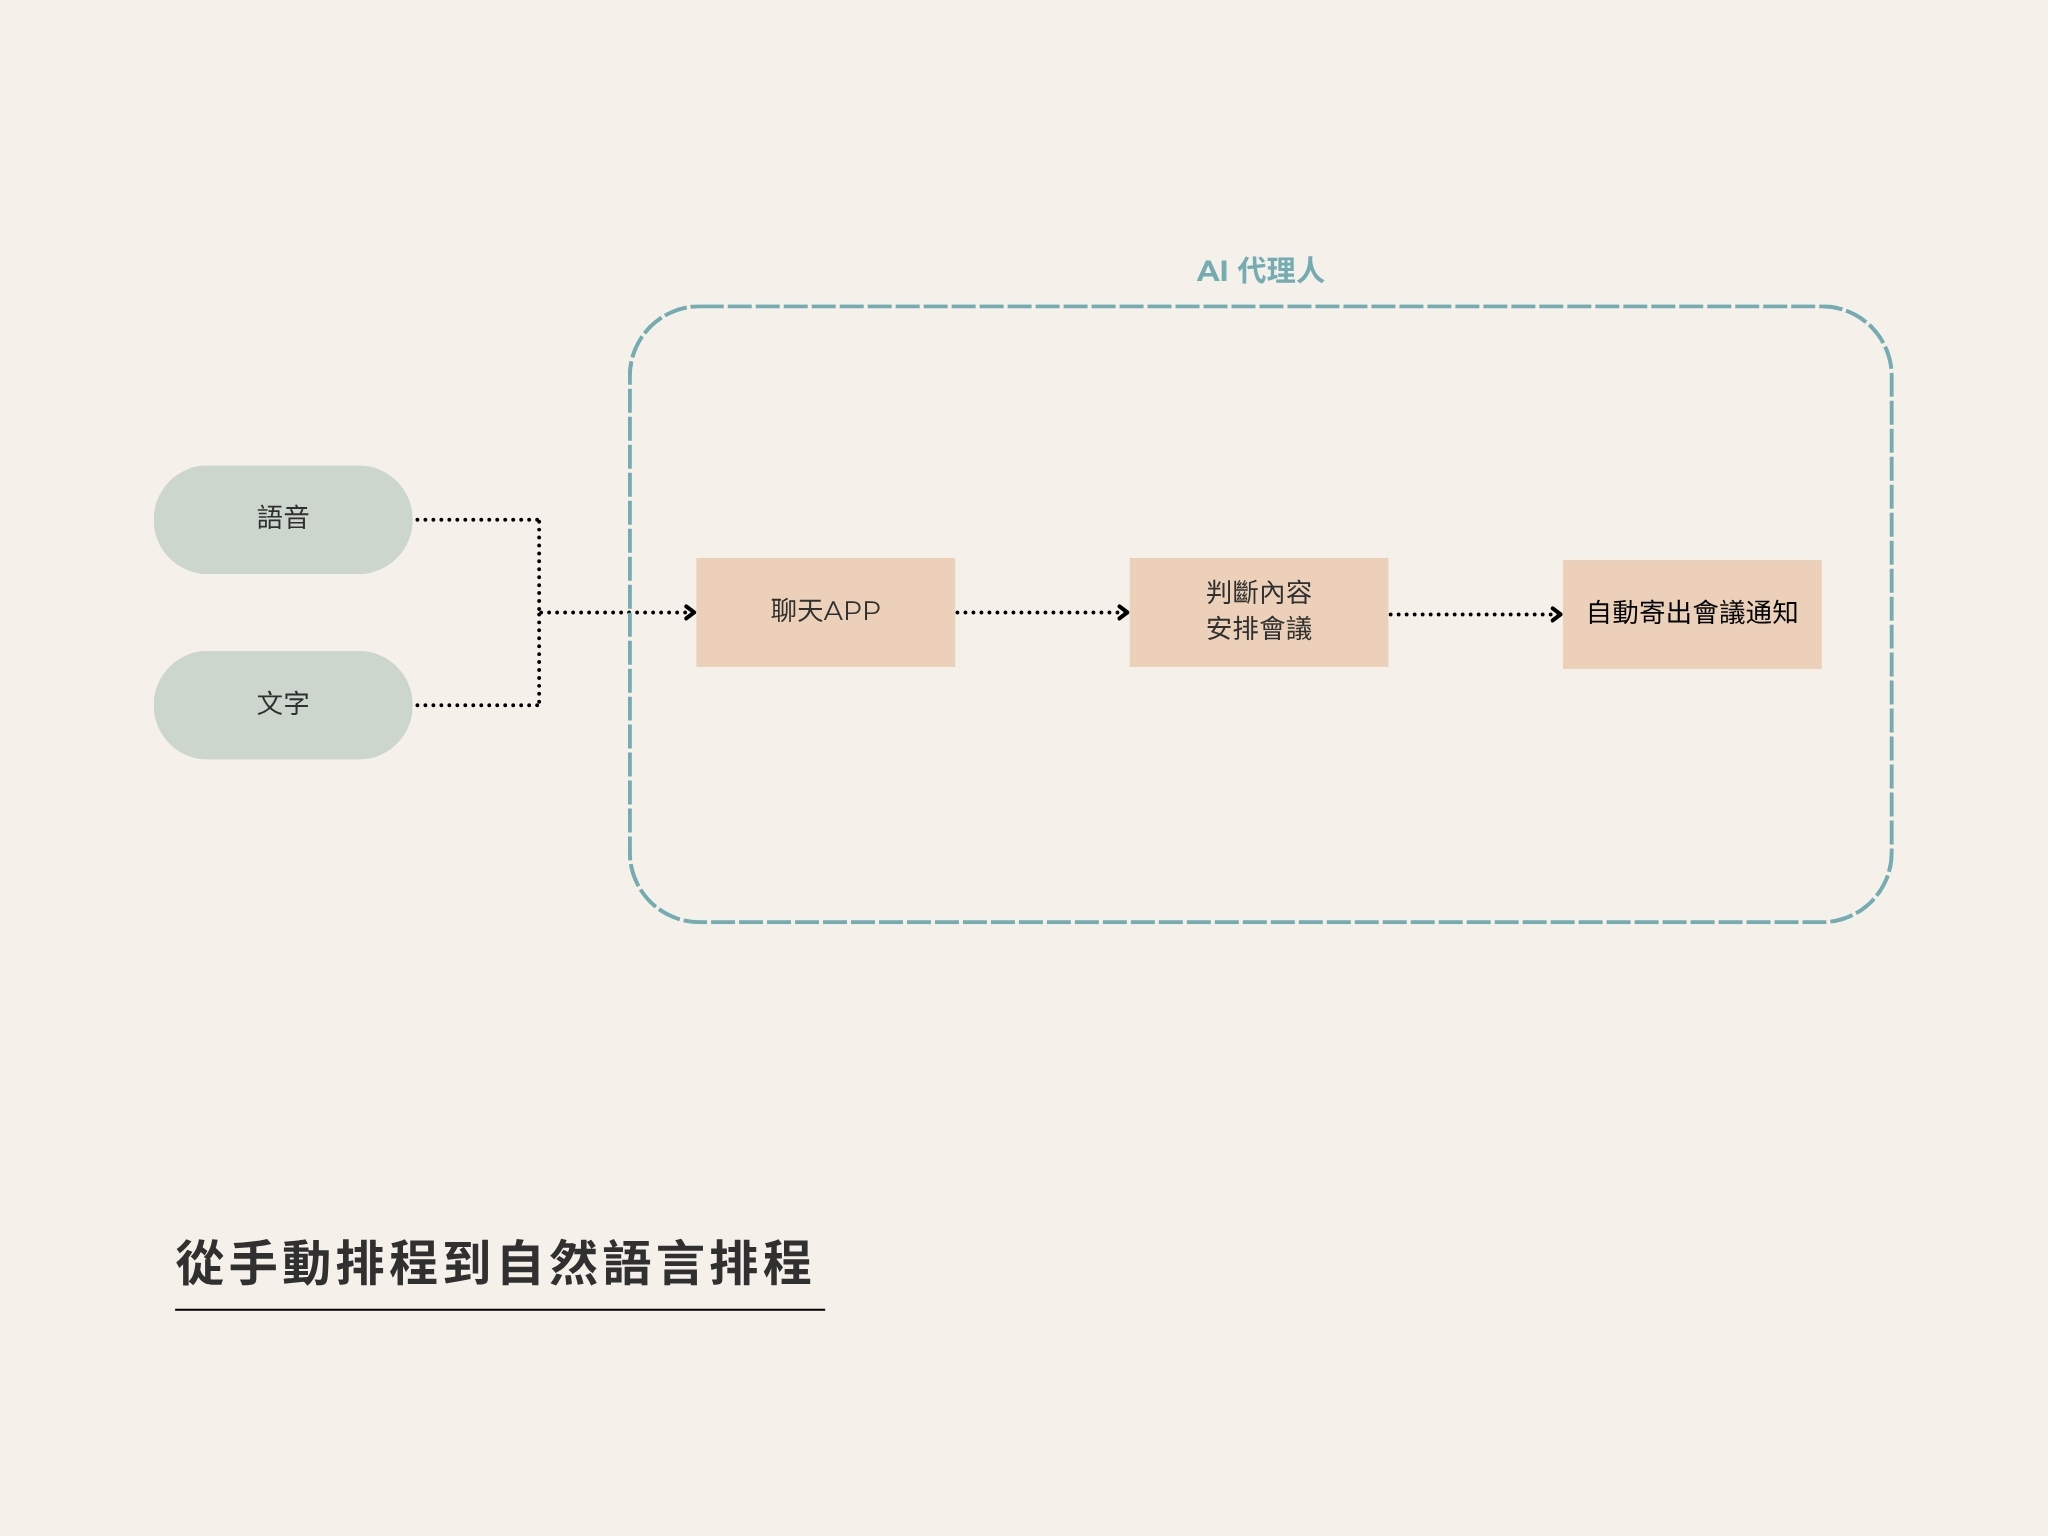 AI 代理人
語音
文字
聊天APP
判斷內容
安排會議
自動寄出會議通知
從手動排程到自然語言排程